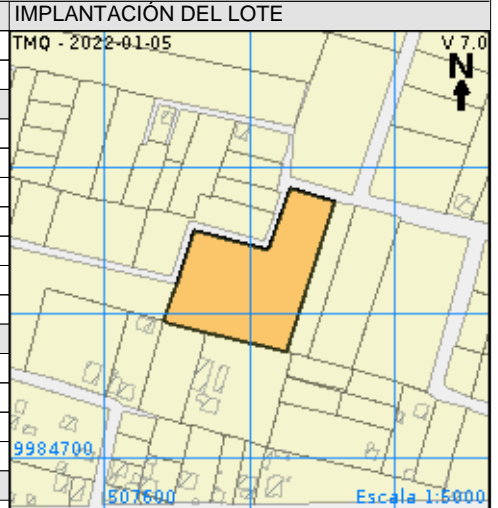 IMPLANTACIÓN DEL LOTE
TMQ - 2022-01-05
V 7.0
N
9984700
507600
Escala 1:5000